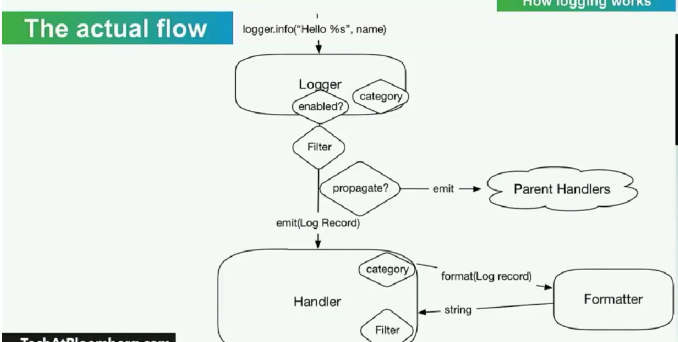 How logging works
The actual flow
logger.info("Hello %s", name)
Logger
enabled?
category
Filter
propagate?
emit
Parent Handlers
emit(Log Record)
category
format(Log record)
Handler
Formatter
string
Filter
TechAtBloomberg.com